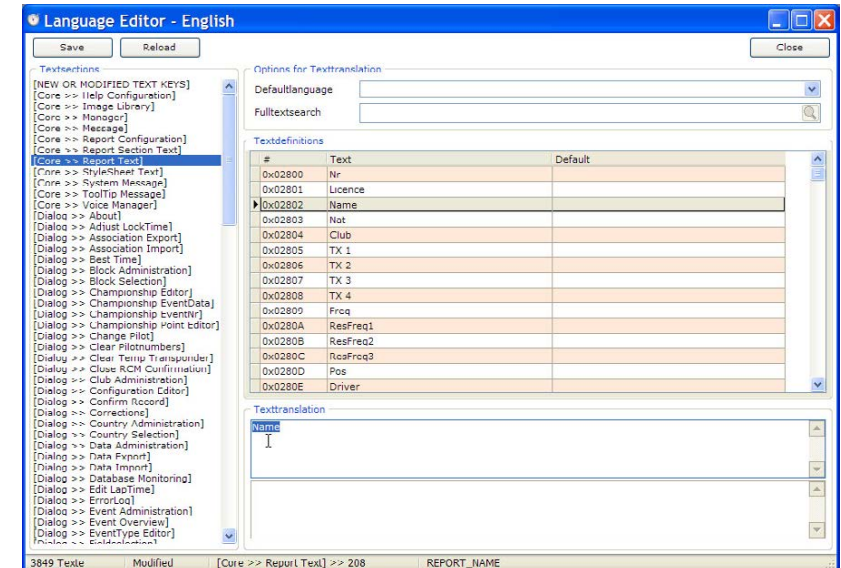 Language Editor - English
Save Reload Close
Textsections
[NEW OR MODIFIED TEXT KEYS]
[Core >> Help Configuration]
[Core >> Image Library]
[Core >> Manager]
[Core >> Message]
[Core >> Report Configuration]
[Core >> Report Section Text]
[Core >> Report Text]
[Core >> StyleSheet Text]
[Core >> System Message]
[Core >> ToolTip Message]
[Core >> Voice Manager]
[Dialog >> About]
[Dialog >> Adjust LockTime]
[Dialog >> Association Export]
[Dialog >> Association Import]
[Dialog >> Best Time]
[Dialog >> Block Administration]
[Dialog >> Block Selection]
[Dialog >> Championship Editor]
[Dialog >> Championship EventData]
[Dialog >> Championship EventNr]
[Dialog >> Championship Point Editor]
[Dialog >> Change Pilot]
[Dialog >> Clear Pilotnumbers]
[Dialog >> Clear Temp Transponder]
[Dialog >> Close RCM Confirmation]
[Dialog >> Club Administration]
[Dialog >> Configuration Editor]
[Dialog >> Confirm Record]
[Dialog >> Corrections]
[Dialog >> Country Administration]
[Dialog >> Country Selection]
[Dialog >> Data Administration]
[Dialog >> Data Export]
[Dialog >> Data Import]
[Dialog >> Database Monitoring]
[Dialog >> Edit LapTime]
[Dialog >> ErrorLog]
[Dialog >> Event Administration]
[Dialog >> Event Overview]
[Dialog >> EventType Editor]
[Dialog >> Fieldselection]
Options for Texttranslation
Defaultlanguage
Fulltextsearch
Textdefinitions
# Text Default
0x02800 Nr
0x02801 Licence
0x02802 Name
0x02803 Nat
0x02804 Club
0x02805 TX 1
0x02806 TX 2
0x02807 TX 3
0x02808 TX 4
0x02809 Freq
0x0280A ResFreq1
0x0280B ResFreq2
0x0280C ResFreq3
0x0280D Pos
0x0280E Driver
Texttranslation
Name
3849 Texte Modified [Core >> Report Text] >> 208 REPORT_NAME